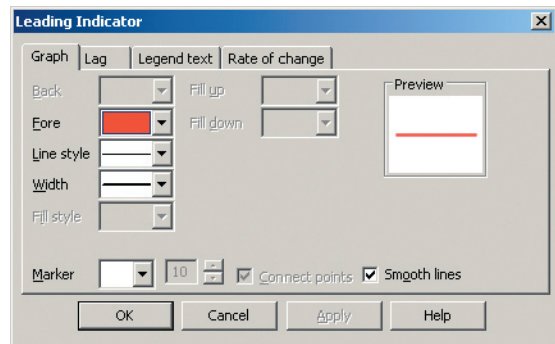 Leading Indicator
Graph Lag Legend text Rate of change
Back Fill up Preview
Fore Fill down
Line style
Width
Fill style
Marker 10 Connect points Smooth lines
OK Cancel Apply Help